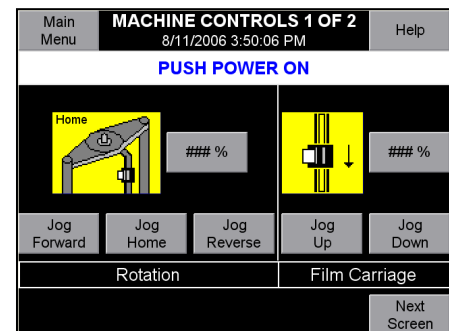 Main
Menu
MACHINE CONTROLS 1 OF 2
8/11/2006 3:50:06 PM
Help
PUSH POWER ON
Home
### %
### %
Jog
Forward
Jog
Home
Jog
Reverse
Jog
Up
Jog
Down
Rotation
Film Carriage
Next
Screen